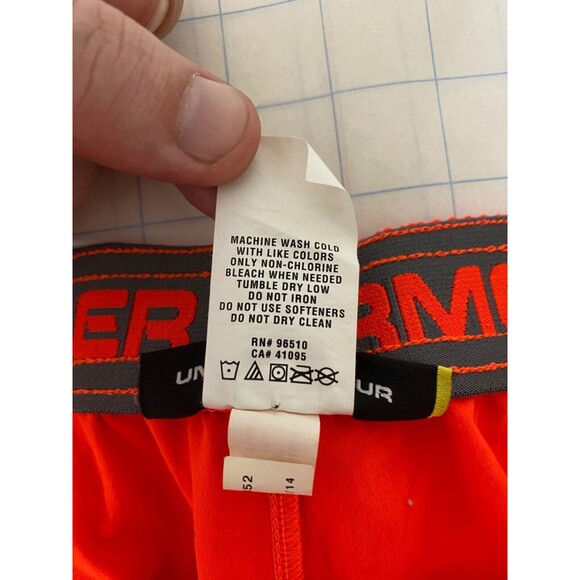 MACHINE WASH COLD
WITH LIKE COLORS
ONLY NON-CHLORINE
BLEACH WHEN NEEDED
TUMBLE DRY LOW
DO NOT IRON
DO NOT USE SOFTENERS
DO NOT DRY CLEAN
RN# 96510
CA# 41095
ER RMO
UN UR
52
/14